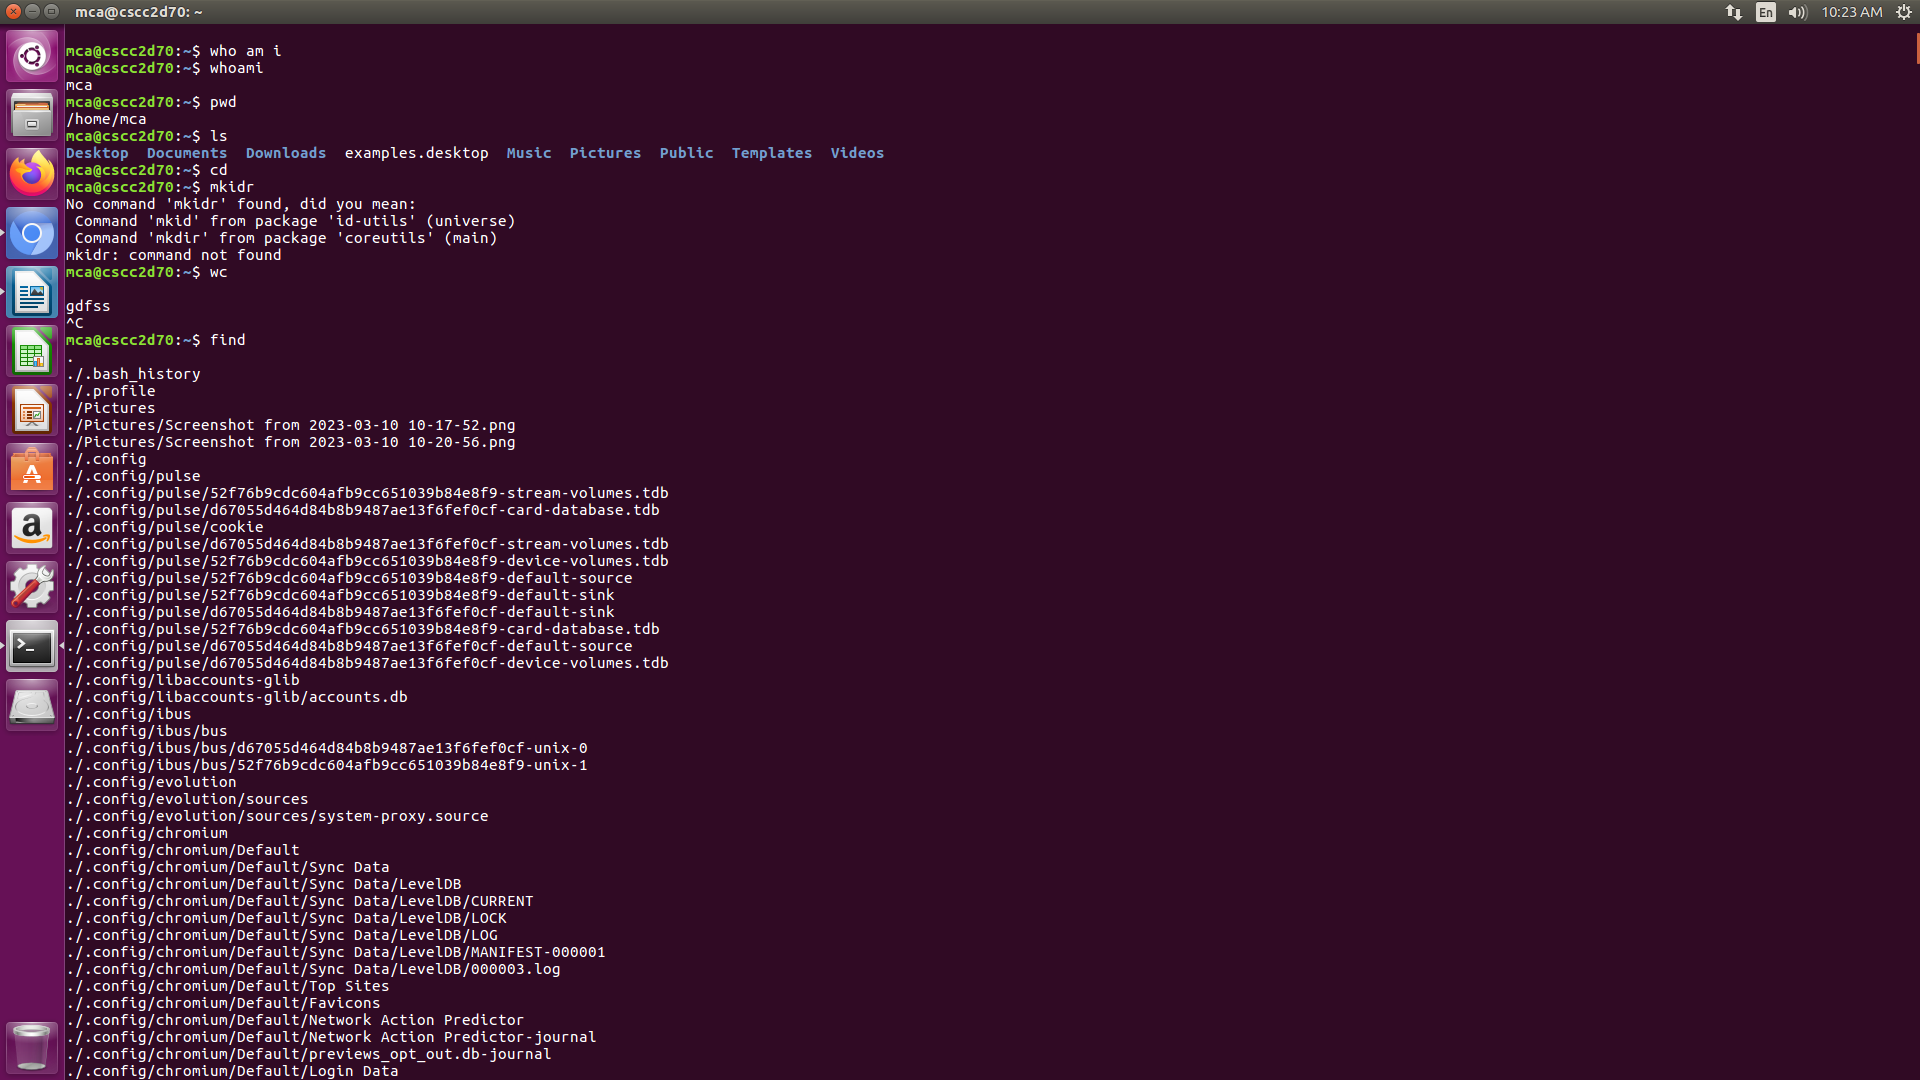 mca@cscc2d70: ~
En
10:23 AM
mca@cscc2d70:~$ who am i
mca@cscc2d70:~$ whoami
mca
mca@cscc2d70:~$ pwd
/home/mca
mca@cscc2d70:~$ ls
Desktop  Documents  Downloads  examples.desktop  Music  Pictures  Public  Templates  Videos
mca@cscc2d70:~$ cd
mca@cscc2d70:~$ mkidr
No command 'mkidr' found, did you mean:
 Command 'mkid' from package 'id-utils' (universe)
 Command 'mkdir' from package 'coreutils' (main)
mkidr: command not found
mca@cscc2d70:~$ wc
gdfss
^C
mca@cscc2d70:~$ find
.
./.bash_history
./.profile
./Pictures
./Pictures/Screenshot from 2023-03-10 10-17-52.png
./Pictures/Screenshot from 2023-03-10 10-20-56.png
./.config
./.config/pulse
./.config/pulse/52f76b9cdc604afb9cc651039b84e8f9-stream-volumes.tdb
./.config/pulse/d67055d464d84b8b9487ae13f6fef0cf-card-database.tdb
./.config/pulse/cookie
./.config/pulse/d67055d464d84b8b9487ae13f6fef0cf-stream-volumes.tdb
./.config/pulse/52f76b9cdc604afb9cc651039b84e8f9-device-volumes.tdb
./.config/pulse/52f76b9cdc604afb9cc651039b84e8f9-default-source
./.config/pulse/52f76b9cdc604afb9cc651039b84e8f9-default-sink
./.config/pulse/d67055d464d84b8b9487ae13f6fef0cf-default-sink
./.config/pulse/52f76b9cdc604afb9cc651039b84e8f9-card-database.tdb
./.config/pulse/d67055d464d84b8b9487ae13f6fef0cf-default-source
./.config/pulse/d67055d464d84b8b9487ae13f6fef0cf-device-volumes.tdb
./.config/libaccounts-glib
./.config/libaccounts-glib/accounts.db
./.config/ibus
./.config/ibus/bus
./.config/ibus/bus/d67055d464d84b8b9487ae13f6fef0cf-unix-0
./.config/ibus/bus/52f76b9cdc604afb9cc651039b84e8f9-unix-1
./.config/evolution
./.config/evolution/sources
./.config/evolution/sources/system-proxy.source
./.config/chromium
./.config/chromium/Default
./.config/chromium/Default/Sync Data
./.config/chromium/Default/Sync Data/LevelDB
./.config/chromium/Default/Sync Data/LevelDB/CURRENT
./.config/chromium/Default/Sync Data/LevelDB/LOCK
./.config/chromium/Default/Sync Data/LevelDB/LOG
./.config/chromium/Default/Sync Data/LevelDB/MANIFEST-000001
./.config/chromium/Default/Sync Data/LevelDB/000003.log
./.config/chromium/Default/Top Sites
./.config/chromium/Default/Favicons
./.config/chromium/Default/Network Action Predictor
./.config/chromium/Default/Network Action Predictor-journal
./.config/chromium/Default/previews_opt_out.db-journal
./.config/chromium/Default/Login Data